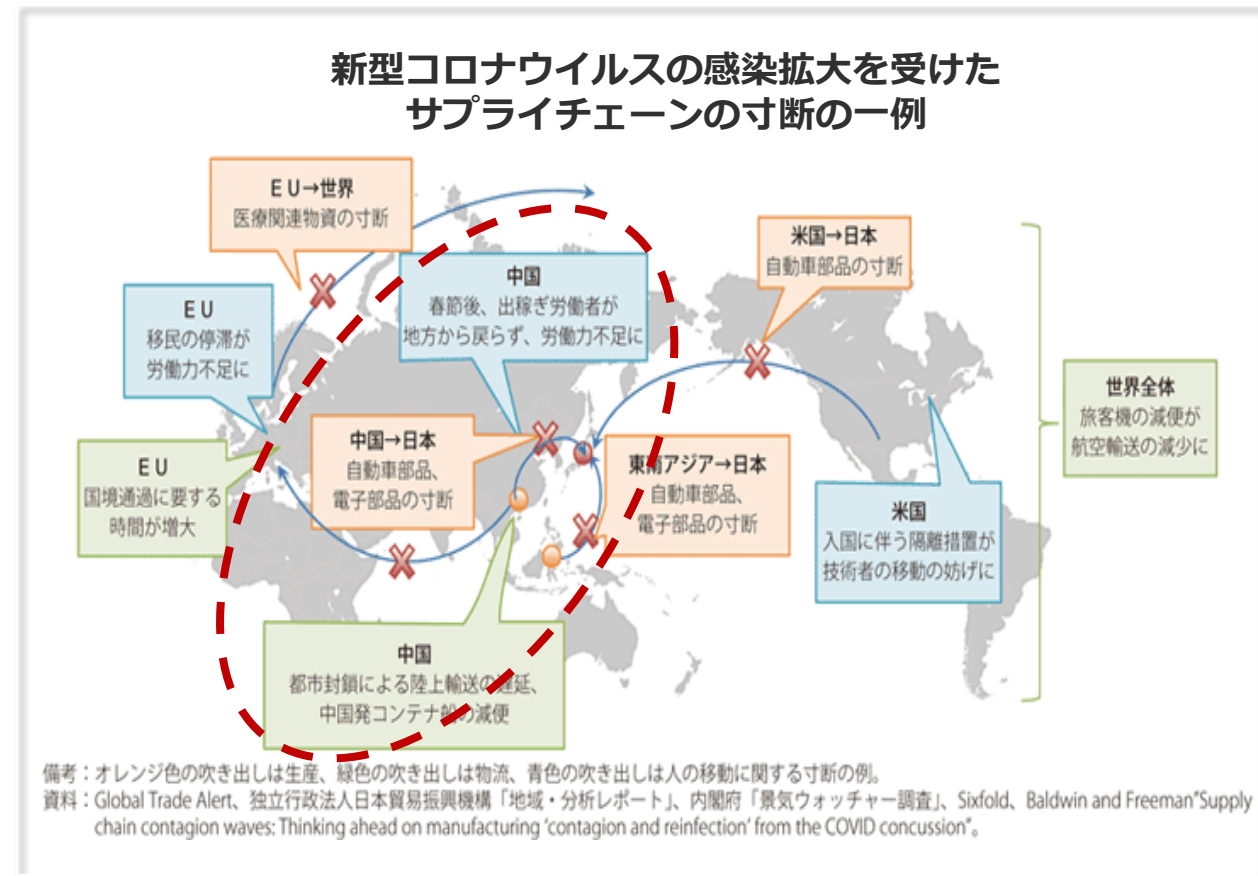 新型コロナウイルスの感染拡大を受けた
サプライチェーンの寸断の一例
ＥＵ→世界
医療関連物資の寸断
米国→日本
自動車部品の寸断
中国
春節後、出稼ぎ労働者が
地方から戻らず、労働力不足に
ＥＵ
移民の停滞が
労働力不足に
世界全体
旅客機の減便が
航空輸送の減少に
中国→日本
自動車部品、
電子部品の寸断
東南アジア→日本
自動車部品、
電子部品の寸断
ＥＵ
国境通過に要する
時間が増大
米国
入国に伴う隔離措置が
技術者の移動の妨げに
中国
都市封鎖による陸上輸送の遅延、
中国発コンテナ船の減便
備考：オレンジ色の吹き出しは生産、緑色の吹き出しは物流、青色の吹き出しは人の移動に関する寸断の例。
資料：Global Trade Alert、独立行政法人日本貿易振興機構「地域・分析レポート」、内閣府「景気ウォッチャー調査」、Sixfold、Baldwin and Freeman"Supply
chain contagion waves: Thinking ahead on manufacturing 'contagion and reinfection' from the COVID concussion"。